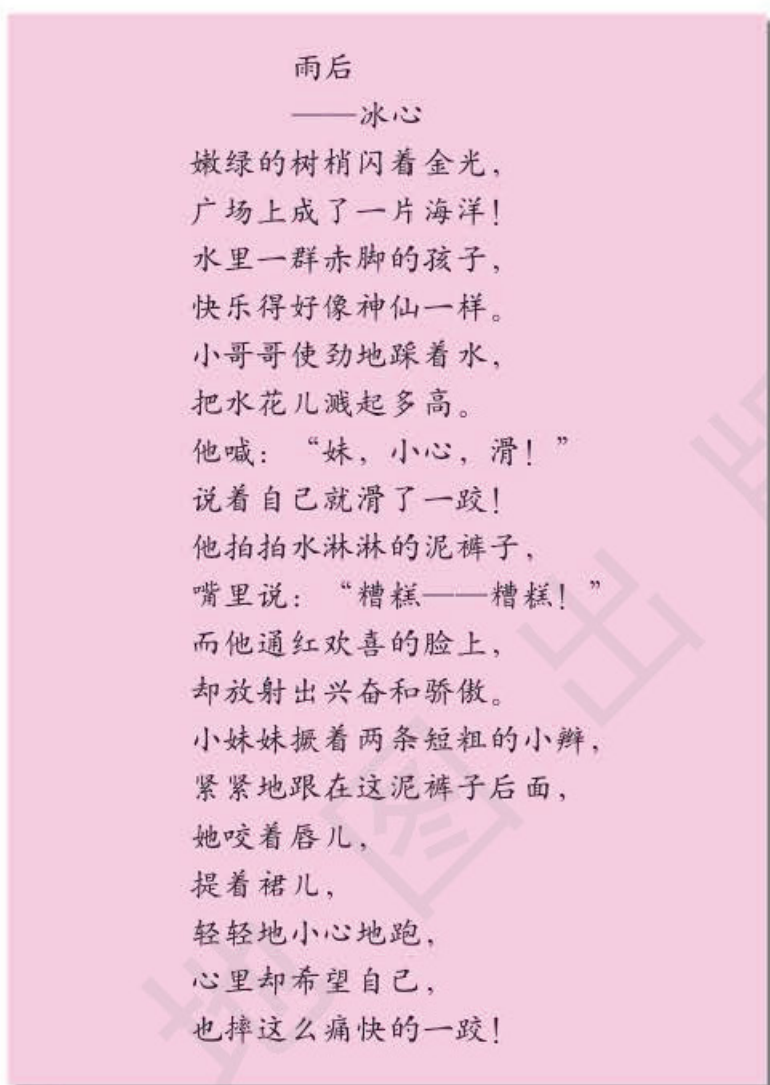 雨后
——冰心
嫩绿的树梢闪着金光，
广场上成了一片海洋！
水里一群赤脚的孩子，
快乐得好像神仙一样。
小哥哥使劲地踩着水，
把水花儿溅起多高。
他喊：“妹，小心，滑！”
说着自己就滑了一跤！
他拍拍水淋淋的泥裤子，
嘴里说：“糟糕——糟糕！”
而他通红欢喜的脸上，
却放射出兴奋和骄傲。
小妹妹撅着两条短粗的小辫，
紧紧地跟在这泥裤子后面，
她咬着唇儿，
提着裙儿，
轻轻地小心地跑，
心里却希望自己，
也摔这么痛快的一跤！
地图出版